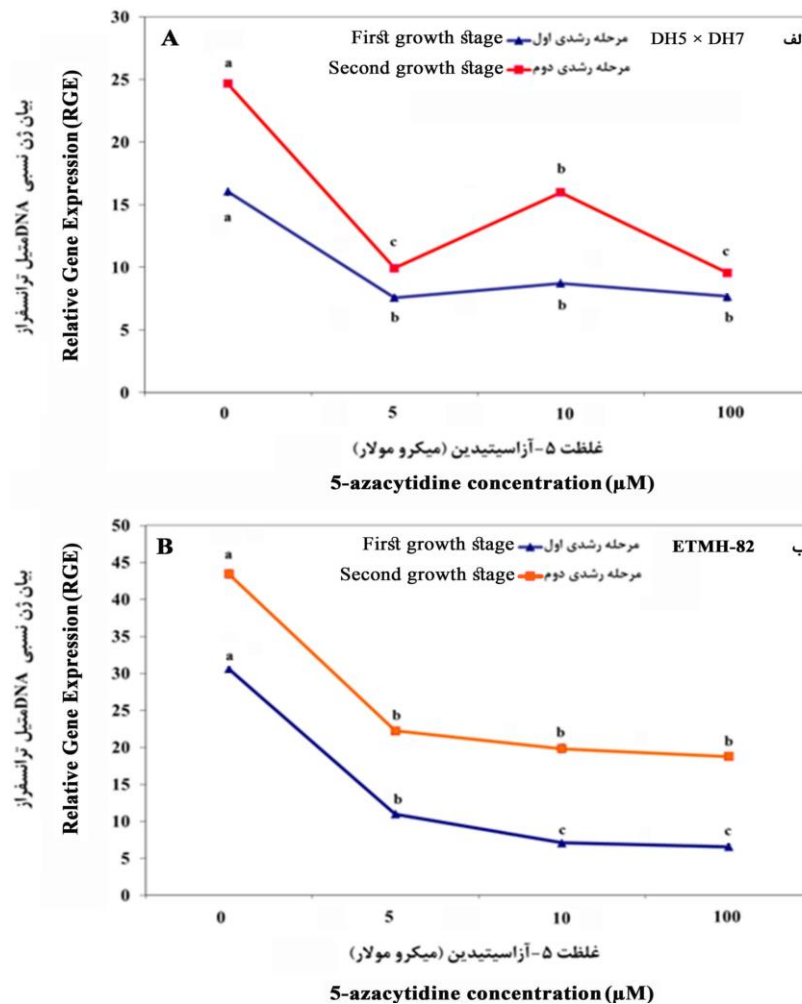 A
الف
DH5 × DH7
First growth stage مرحله رشدی اول
Second growth stage مرحله رشدی دوم
بیان ژن نسبی DNAمتیل ترانسفراز
Relative Gene Expression (RGE)
30
25
20
15
10
5
0
a
a
c
b
b
b
c
b
0 5 10 100
غلظت ۵-آزاسیتیدین (میکرو مولار)
5-azacytidine concentration (µM)
B
ب
ETMH-82
First growth stage مرحله رشدی اول
Second growth stage مرحله رشدی دوم
بیان ژن نسبی DNAمتیل ترانسفراز
Relative Gene Expression (RGE)
50
45
40
35
30
25
20
15
10
5
0
a
a
b
b
b
c
b
c
0 5 10 100
غلظت ۵-آزاسیتیدین (میکرو مولار)
5-azacytidine concentration (µM)